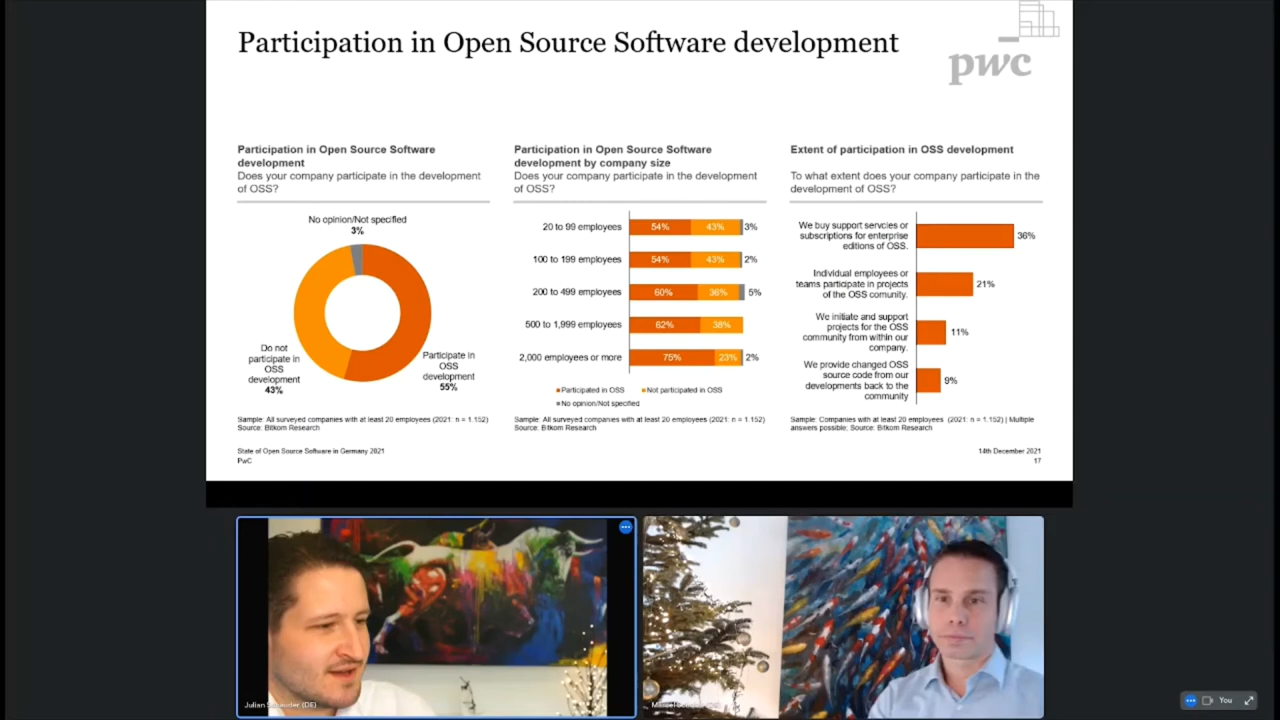 Participation in Open Source Software development
pwc
Participation in Open Source Software
development
Does your company participate in the development
of OSS?
No opinion/Not specified
3%
Do not
participate in
OSS
development
43%
Participate in
OSS
development
55%
Sample: All surveyed companies with at least 20 employees (2021: n = 1.152)
Source: Bitkom Research
Participation in Open Source Software
development by company size
Does your company participate in the development
of OSS?
20 to 99 employees 54% 43% 3%
100 to 199 employees 54% 43% 2%
200 to 499 employees 60% 36% 5%
500 to 1,999 employees 62% 38%
2,000 employees or more 75% 23% 2%
Participated in OSS Not participated in OSS
No opinion/Not specified
Sample: All surveyed companies with at least 20 employees (2021: n = 1.152)
Source: Bitkom Research
Extent of participation in OSS development
To what extent does your company participate in the
development of OSS?
We buy support servcies or
subscriptions for enterprise
editions of OSS.
36%
Individual employees or
teams participate in projects
of the OSS comunity.
21%
We initiate and support
projects for the OSS
community from within our
company.
11%
We provide changed OSS
source code from our
developments back to the
community
9%
Sample: Companies with at least 20 employees (2021: n = 1.152) | Multiple
answers possible; Source: Bitkom Research
State of Open Source Software in Germany 2021
PwC
14th December 2021
17
Julian (DE)
You